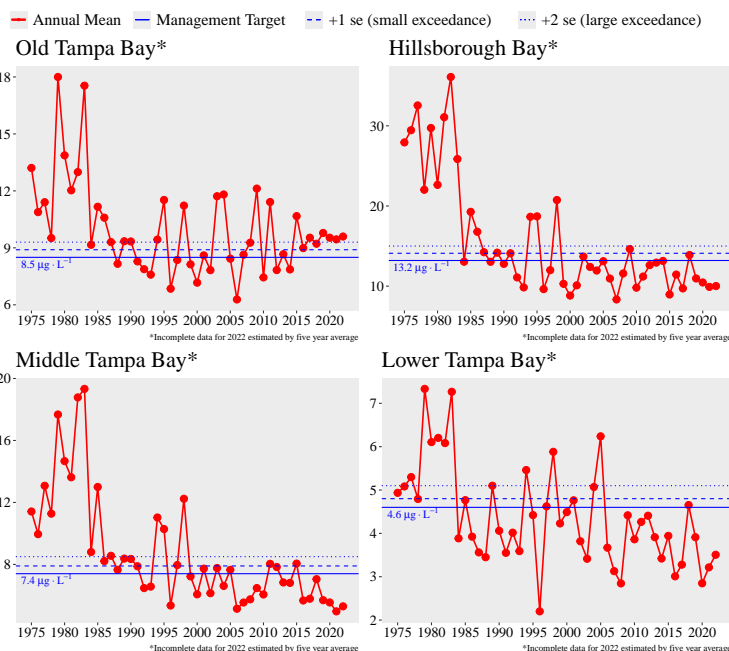 Annual Mean Management Target +1 se (small exceedance) +2 se (large exceedance)
Old Tampa Bay* Hillsborough Bay*
18
15
12
9
6
8.5 μg · L⁻¹
1975 1980 1985 1990 1995 2000 2005 2010 2015 2020
*Incomplete data for 2022 estimated by five year average
30
20
10
13.2 μg · L⁻¹
1975 1980 1985 1990 1995 2000 2005 2010 2015 2020
*Incomplete data for 2022 estimated by five year average
Middle Tampa Bay* Lower Tampa Bay*
20
16
12
8
7.4 μg · L⁻¹
1975 1980 1985 1990 1995 2000 2005 2010 2015 2020
*Incomplete data for 2022 estimated by five year average
7
6
5
4
3
2
4.6 μg · L⁻¹
1975 1980 1985 1990 1995 2000 2005 2010 2015 2020
*Incomplete data for 2022 estimated by five year average